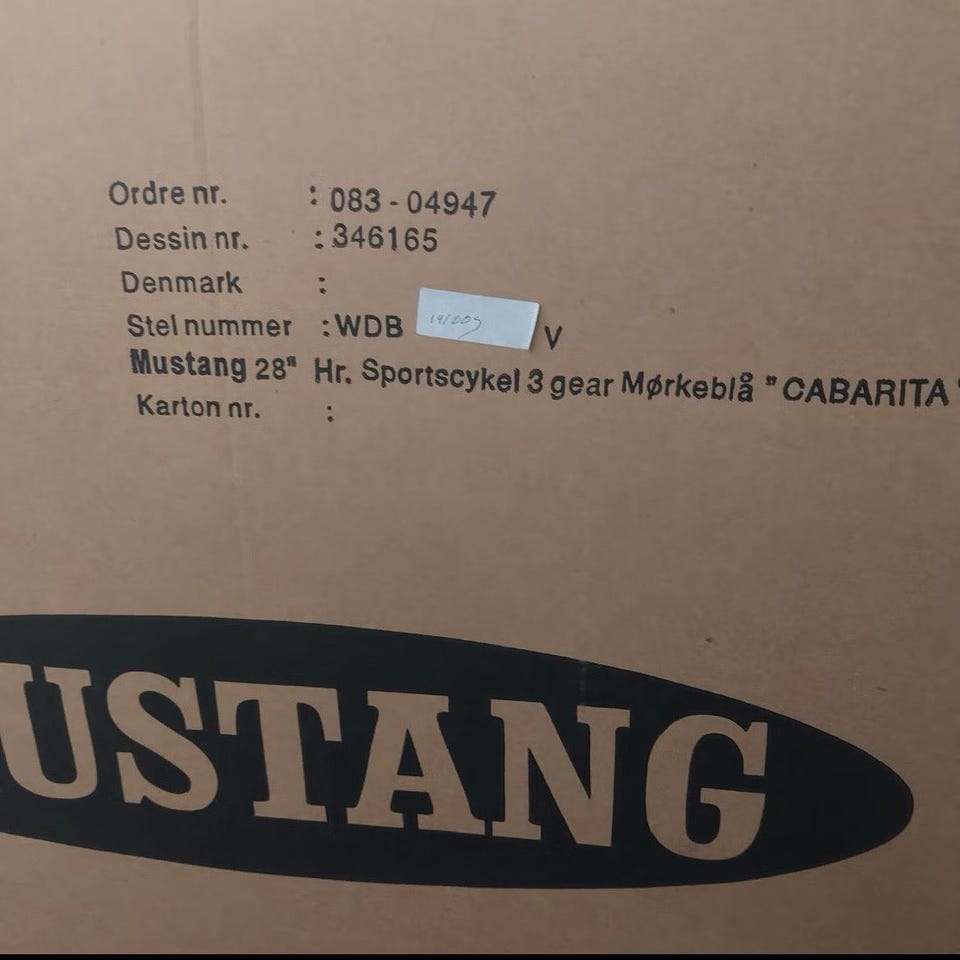 Ordre nr. : 083 - 04947
Dessin nr. : 346165
Denmark :
Stel nummer : WDB V
Mustang 28" Hr. Sportscykel 3 gear Mørkeblå "CABARITA"
Karton nr. :
USTANG